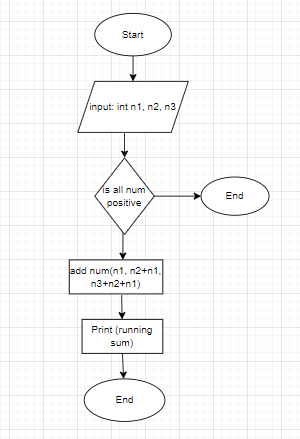 Start
input: int n1, n2, n3
is all num
positive
End
add num(n1, n2+n1,
n3+n2+n1)
Print (running
sum)
End